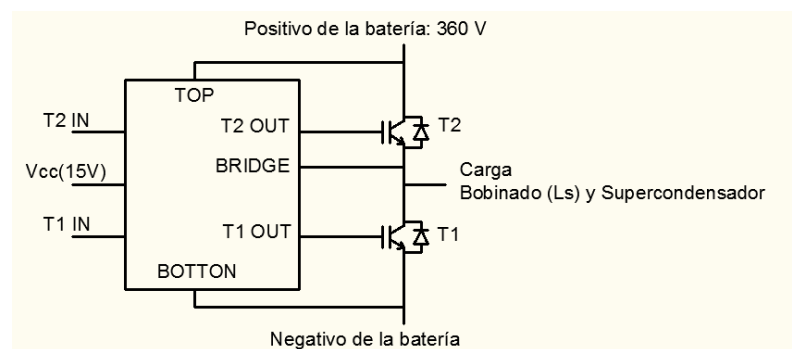 Positivo de la batería: 360 V
TOP
T2 IN
T2 OUT
T2
BRIDGE
Vcc(15V)
Carga
Bobinado (Ls) y Supercondensador
T1 IN
T1 OUT
T1
BOTTON
Negativo de la batería